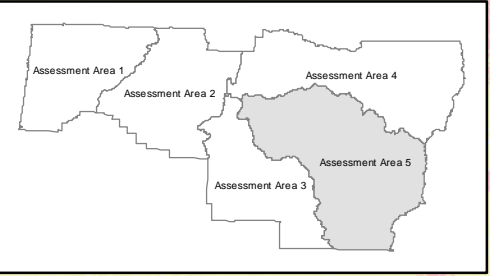 Assessment Area 1
Assessment Area 4
Assessment Area 2
Assessment Area 5
Assessment Area 3